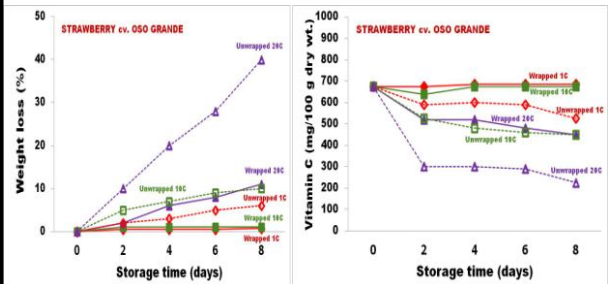 STRAWBERRY cv. OSO GRANDE
Weight loss (%)
50
40
30
20
10
0
Unwrapped 20C
Wrapped 20C
Unwrapped 10C
Unwrapped 1C
Wrapped 10C
Wrapped 1C
0 2 4 6 8
Storage time (days)
STRAWBERRY cv. OSO GRANDE
Vitamin C (mg/100 g dry wt.)
1000
900
800
700
600
500
400
300
200
100
0
Wrapped 1C
Wrapped 10C
Unwrapped 1C
Wrapped 20C
Unwrapped 10C
Unwrapped 20C
0 2 4 6 8
Storage time (days)